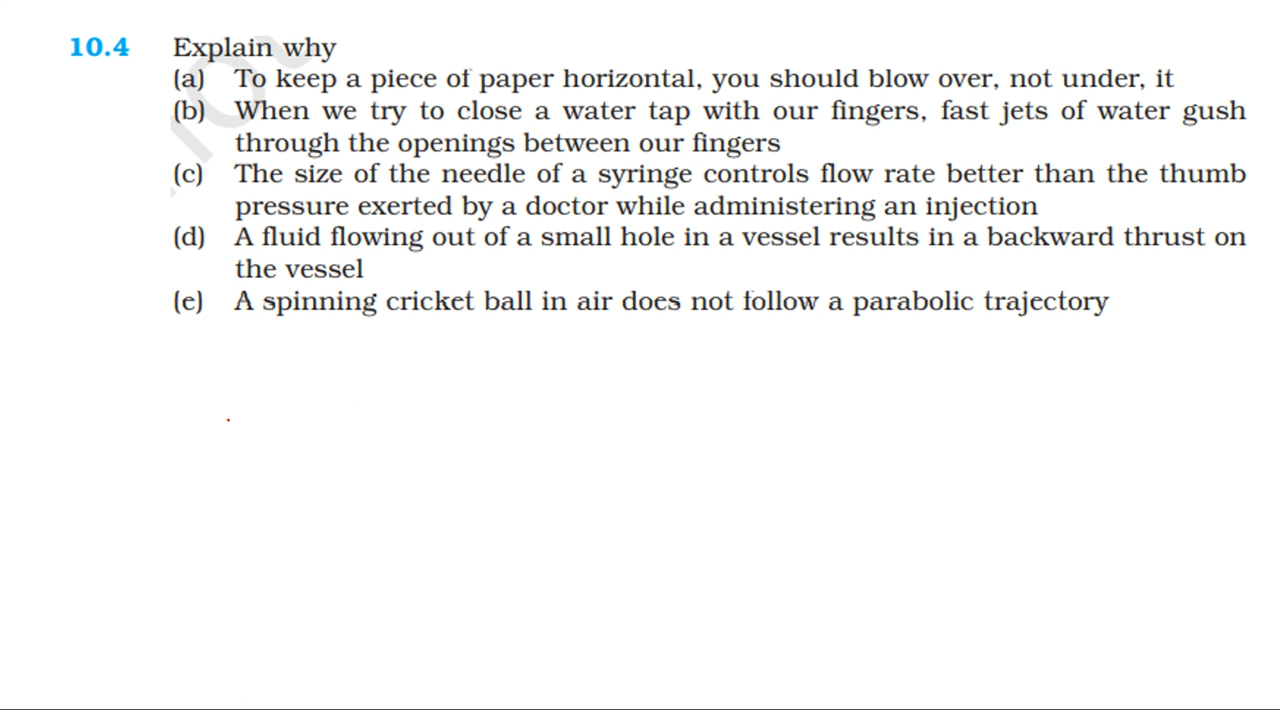 10.4 Explain why
(a) To keep a piece of paper horizontal, you should blow over, not under, it
(b) When we try to close a water tap with our fingers, fast jets of water gush
through the openings between our fingers
(c) The size of the needle of a syringe controls flow rate better than the thumb
pressure exerted by a doctor while administering an injection
(d) A fluid flowing out of a small hole in a vessel results in a backward thrust on
the vessel
(e) A spinning cricket ball in air does not follow a parabolic trajectory